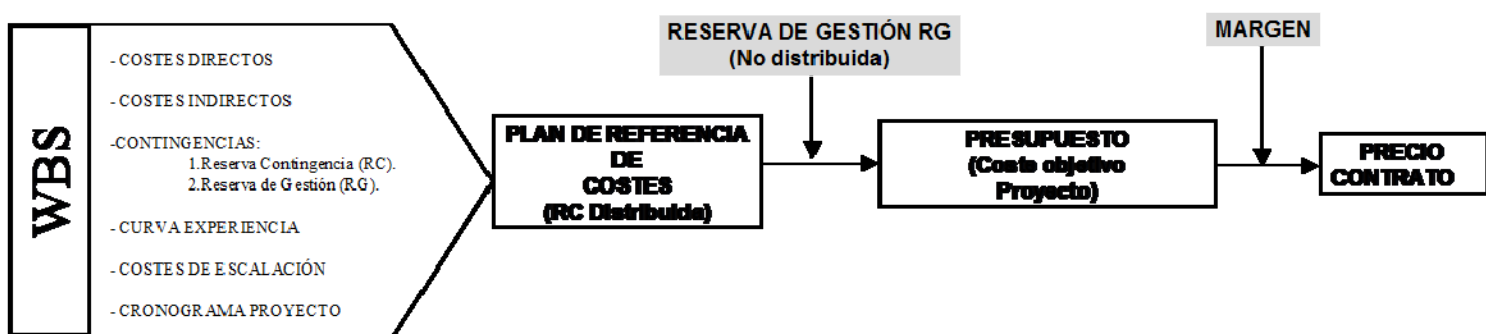 WBS
- COSTES DIRECTOS
- COSTES INDIRECTOS
-CONTINGENCIAS:
1.Reserva Contingencia (RC).
2.Reserva de Gestión (RG).
- CURVA EXPERIENCIA
- COSTES DE ESCALACIÓN
- CRONOGRAMA PROYECTO
PLAN DE REFERENCIA
DE
COSTES
(RC Distribuida)
RESERVA DE GESTIÓN RG
(No distribuida)
PRESUPUESTO
(Coste objetivo
Proyecto)
MARGEN
PRECIO
CONTRATO